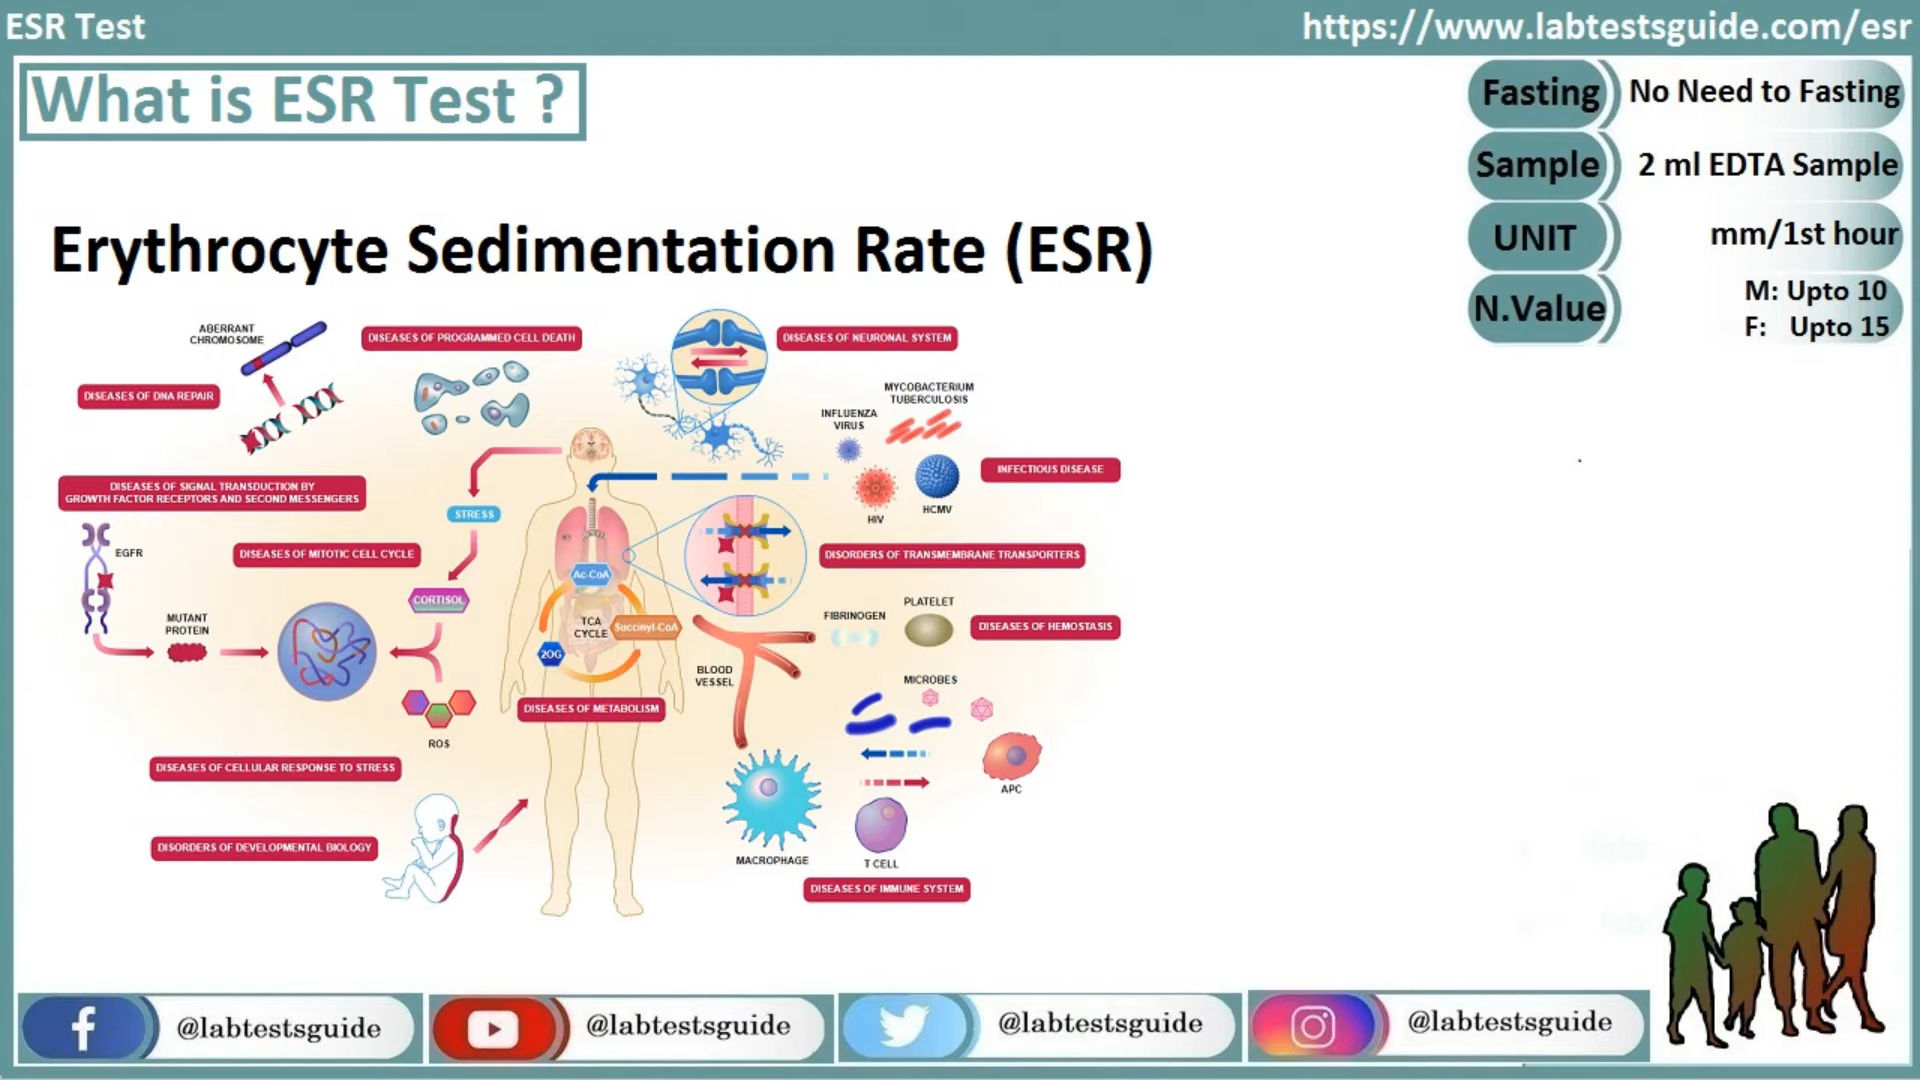 ESR Test
https://www.labtestsguide.com/esr
What is ESR Test ?
Fasting
No Need to Fasting
Sample
2 ml EDTA Sample
UNIT
mm/1st hour
N.Value
M: Upto 10
F: Upto 15
Erythrocyte Sedimentation Rate (ESR)
ABERRANT
CHROMOSOME
DISEASES OF PROGRAMMED CELL DEATH
DISEASES OF NEURONAL SYSTEM
DISEASES OF DNA REPAIR
MYCOBACTERIUM
TUBERCULOSIS
INFLUENZA
VIRUS
INFECTIOUS DISEASE
HIV
HCMV
DISEASES OF SIGNAL TRANSDUCTION BY
GROWTH FACTOR RECEPTORS AND SECOND MESSENGERS
STRESS
EGFR
DISEASES OF MITOTIC CELL CYCLE
DISORDERS OF TRANSMEMBRANE TRANSPORTERS
Ac-CoA
CORTISOL
MUTANT
PROTEIN
TCA
CYCLE
Succinyl-CoA
2OG
FIBRINOGEN
PLATELET
DISEASES OF HEMOSTASIS
BLOOD
VESSEL
MICROBES
DISEASES OF METABOLISM
ROS
DISEASES OF CELLULAR RESPONSE TO STRESS
APC
DISORDERS OF DEVELOPMENTAL BIOLOGY
MACROPHAGE
T CELL
DISEASES OF IMMUNE SYSTEM
@labtestsguide
@labtestsguide
@labtestsguide
@labtestsguide